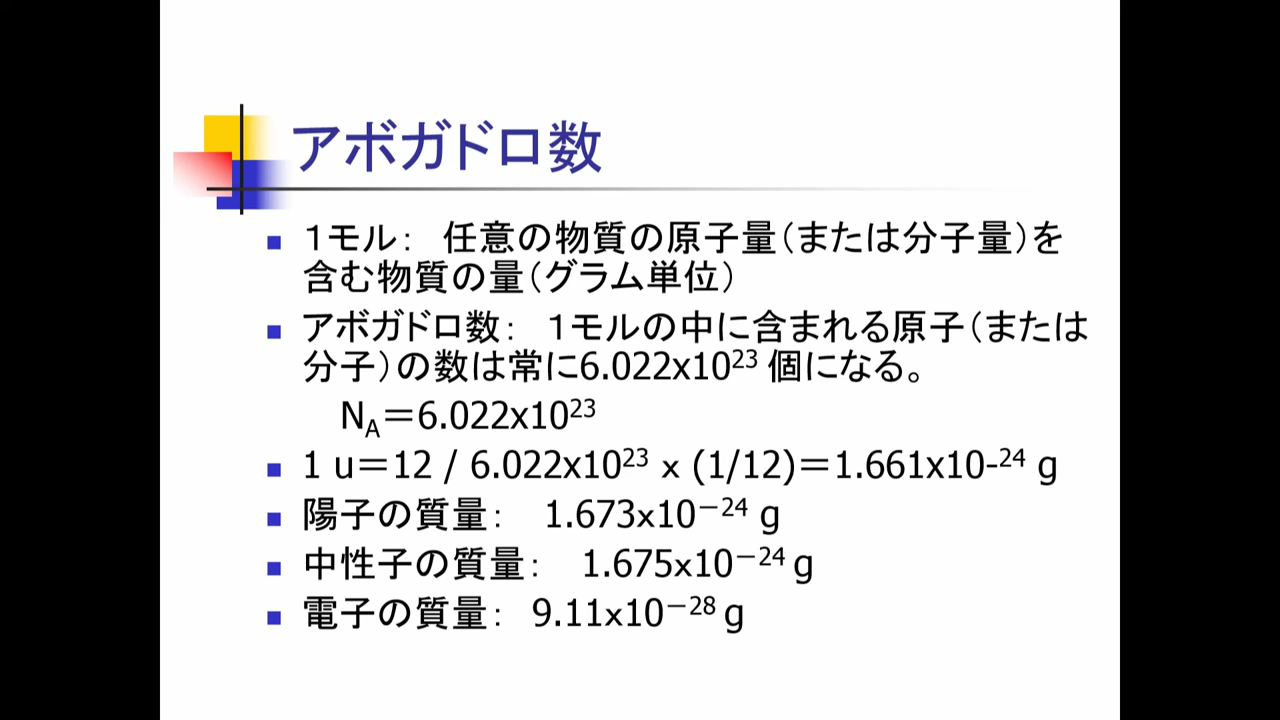 アボガドロ数
１モル：　任意の物質の原子量（または分子量）を
含む物質の量（グラム単位）
アボガドロ数：　１モルの中に含まれる原子（または
分子）の数は常に6.022x10²³ 個になる。
N_A＝6.022x10²³
1 u＝12 / 6.022x10²³ x (1/12)＝1.661x10-²⁴ g
陽子の質量：　1.673x10⁻²⁴ g
中性子の質量：　1.675x10⁻²⁴ g
電子の質量：　9.11x10⁻²⁸ g